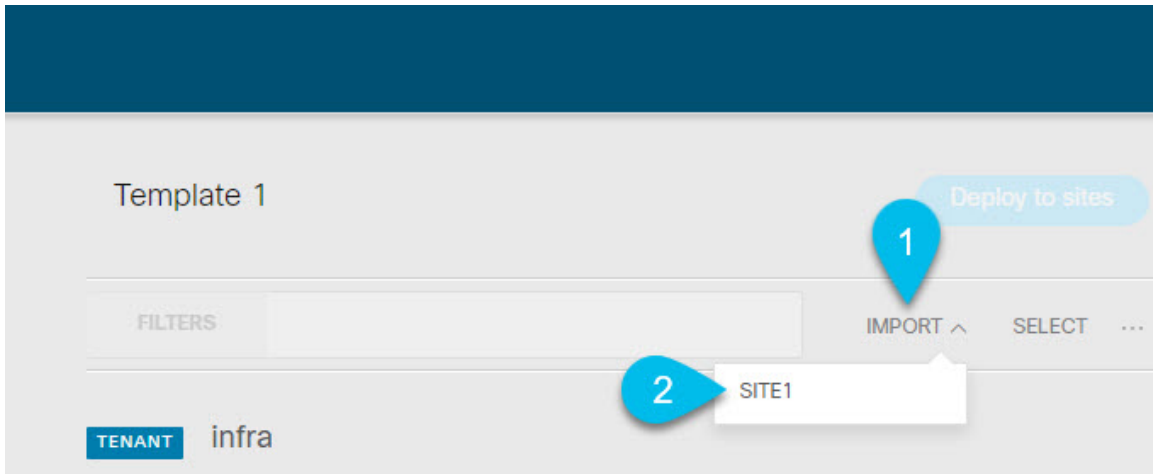 Template 1
Deploy to sites
1
FILTERS
IMPORT
SELECT
...
2
SITE1
TENANT
infra